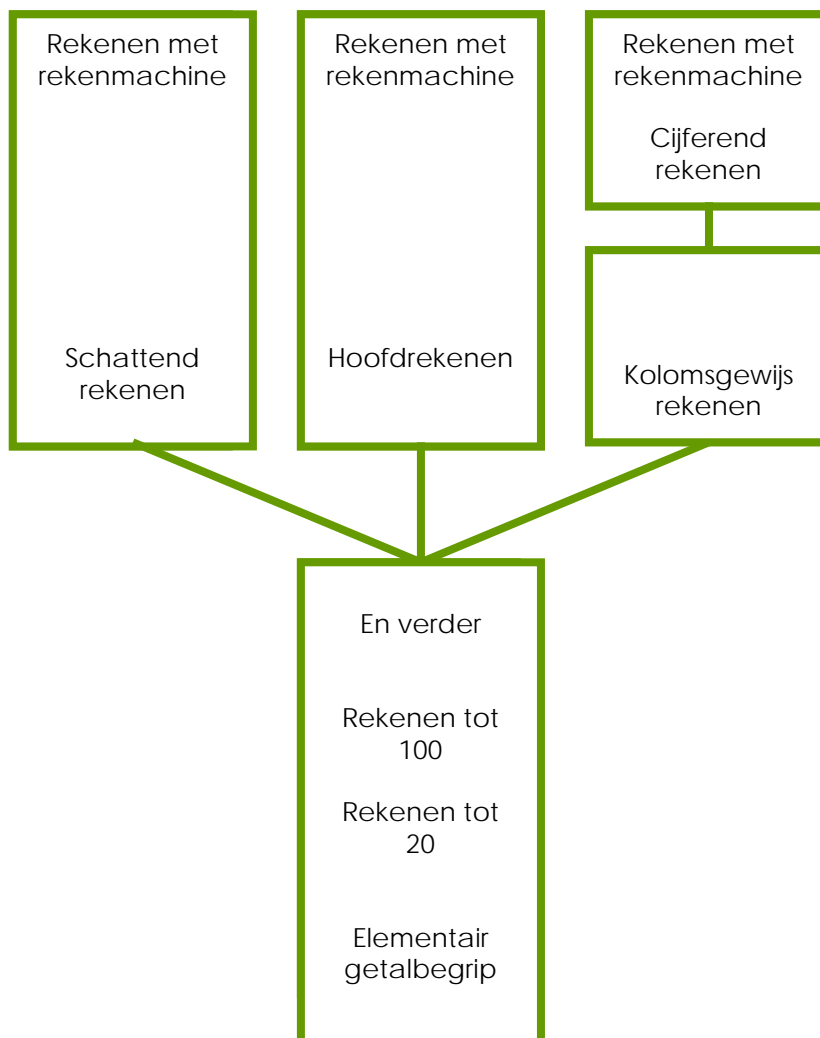 Rekenen met
rekenmachine
Schattend
rekenen
Rekenen met
rekenmachine
Hoofdrekenen
Rekenen met
rekenmachine
Cijferend
rekenen
Kolomsgewijs
rekenen
En verder
Rekenen tot
100
Rekenen tot
20
Elementair
getalbegrip